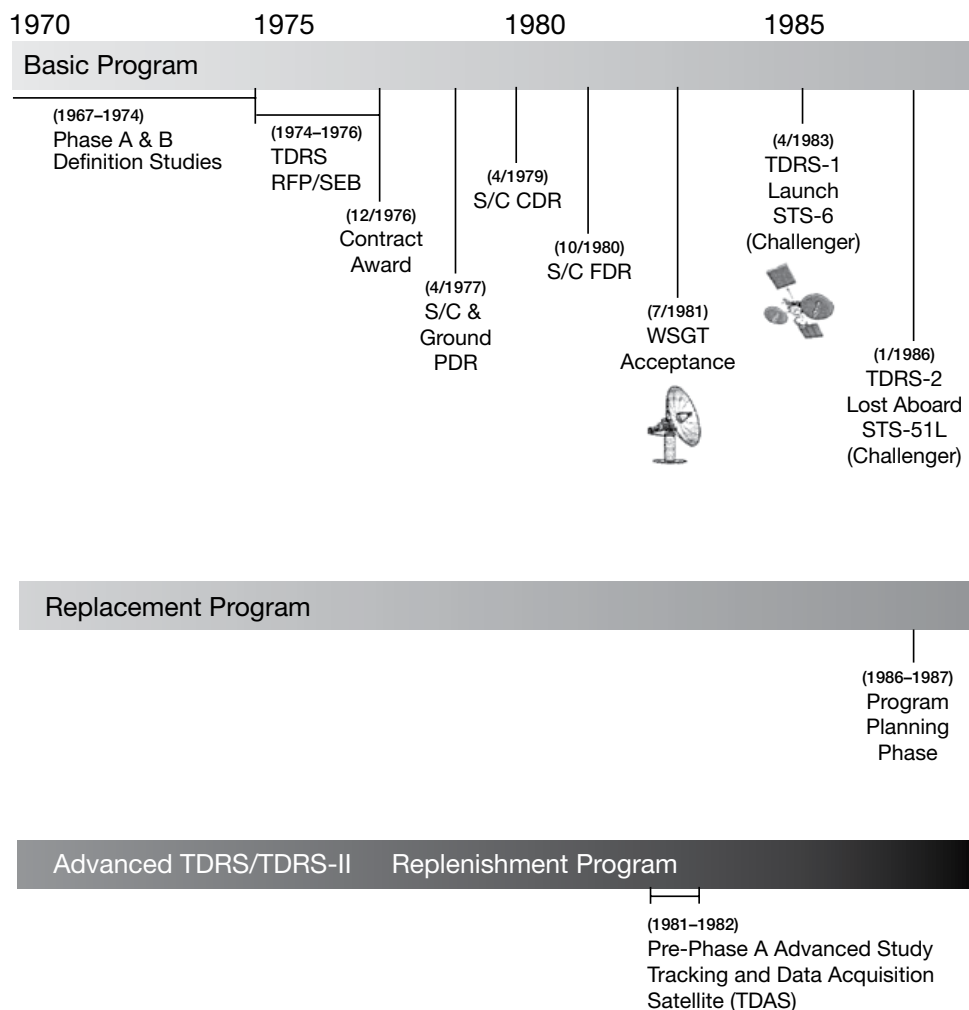 1970 1975 1980 1985
Basic Program
(1967–1974)
Phase A & B
Definition Studies
(1974–1976)
TDRS
RFP/SEB
(12/1976)
Contract
Award
(4/1977)
S/C &
Ground
PDR
(4/1979)
S/C CDR
(10/1980)
S/C FDR
(7/1981)
WSGT
Acceptance
(4/1983)
TDRS-1
Launch
STS-6
(Challenger)
(1/1986)
TDRS-2
Lost Aboard
STS-51L
(Challenger)
Replacement Program
(1986–1987)
Program
Planning
Phase
Advanced TDRS/TDRS-II Replenishment Program
(1981–1982)
Pre-Phase A Advanced Study
Tracking and Data Acquisition
Satellite (TDAS)